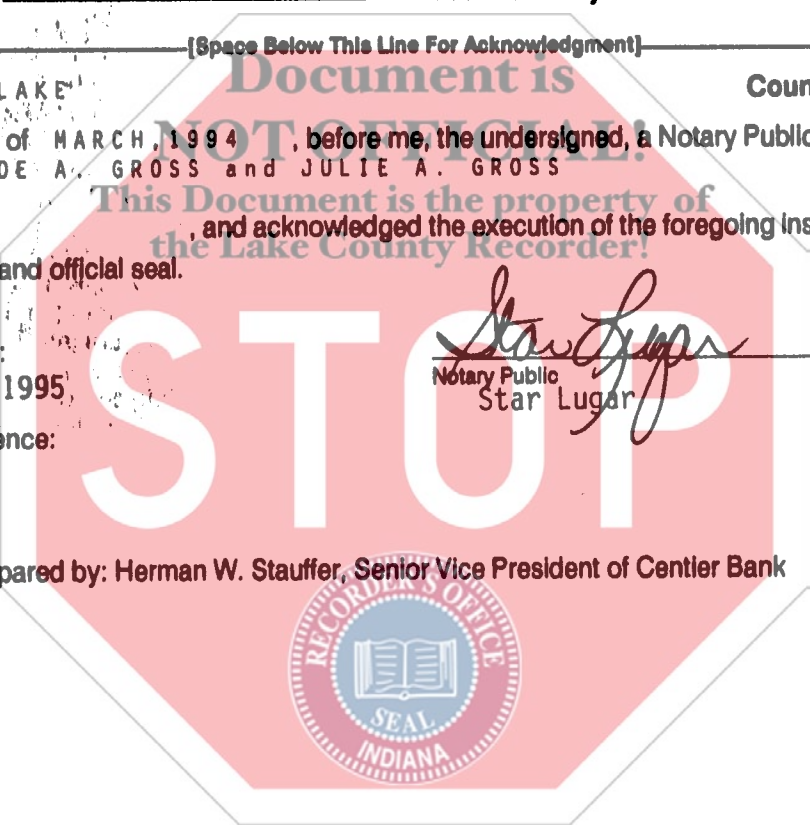 [Space Below This Line For Acknowledgment]
Document is
LAKE
Coun
of MARCH, 1994 , before me, the undersigned, a Notary Public
NOT OFFICIAL!
DE A. GROSS and JULIE A. GROSS
This Document is the property of
, and acknowledged the execution of the foregoing ins
the Lake County Recorder!
and official seal.
STOP
Star Lugar
:
1995
Notary Public
Star Lugar
ence:
pared by: Herman W. Stauffer, Senior Vice President of Centier Bank
RECORDER'S OFFICE
SEAL
INDIANA